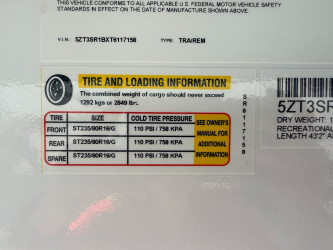 THIS VEHICLE CONFORMS TO ALL APPLICABLE U.S. FEDERAL MOTOR VEHICLE SAFETY
STANDARDS IN EFFECT ON THE DATE OF MANUFACTURE SHOWN ABOVE.
V.I.N.: 5ZT3SR1BXT6117158 TYPE: TRA/REM
TIRE AND LOADING INFORMATION
The combined weight of cargo should never exceed
1292 kgs or 2849 lbs.
TIRE SIZE COLD TIRE PRESSURE
FRONT ST235/80R16/G 110 PSI / 758 KPA
REAR ST235/80R16/G 110 PSI / 758 KPA
SPARE ST235/80R16/G 110 PSI / 758 KPA
SEE OWNER'S
MANUAL FOR
ADDITIONAL
INFORMATION
SR6117158
5ZT3SR
DRY WEIGHT: 1
RECREATIONAL
LENGTH 43'2" A